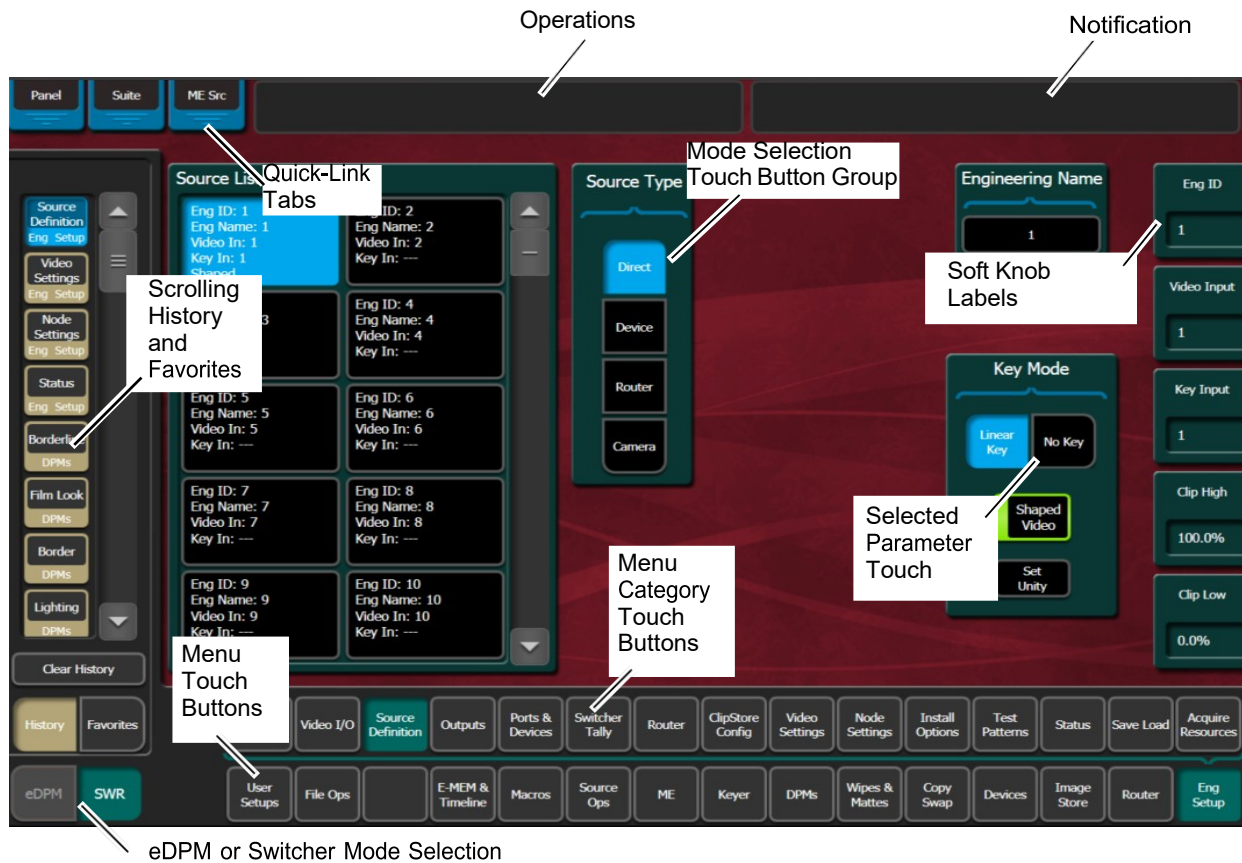 Operations
Notification
Panel
Suite
ME Src
Quick-Link
Tabs
Mode Selection
Touch Button Group
Source
Definition
Eng Setup
Video
Settings
Eng Setup
Node
Settings
Eng Setup
Status
Eng Setup
DPMs
Film Look
DPMs
Border
DPMs
Lighting
DPMs
Clear History
History
Favorites
eDPM
SWR
Scrolling
History
and
Favorites
Source
Eng ID: 1
Eng Name: 1
Video In: 1
Key In: 1
Shaped
ID: 2
Eng Name: 2
Video In: 2
Key In: ---
3
Eng ID: 4
Eng Name: 4
Video In: 4
Key In: ---
Eng ID: 5
Eng Name: 5
Video In: 5
Key In: ---
Eng ID: 6
Eng Name: 6
Video In: 6
Key In: ---
Eng ID: 7
Eng Name: 7
Video In: 7
Key In: ---
Eng ID: 8
Eng Name: 8
Video In: 8
Key In: ---
Eng ID: 9
Eng Name: 9
Video In: 9
Key In: ---
Eng ID: 10
Eng Name: 10
Video In: 10
Key In: ---
Source Type
Direct
Device
Router
Camera
Engineering Name
1
Soft Knob
Labels
Key Mode
Linear
Key
No Key
Shaped
Video
Set
Unity
Selected
Parameter
Touch
Eng ID
1
Video Input
1
Key Input
1
Clip High
100.0%
Clip Low
0.0%
Menu
Category
Touch
Buttons
Menu
Touch
Buttons
Video I/O
Source
Definition
Outputs
Ports &
Devices
Switcher
Tally
Router
ClipStore
Config
Video
Settings
Node
Settings
Install
Options
Test
Patterns
Status
Save Load
Acquire
Resources
User
Setups
File Ops
E-MEM &
Timeline
Macros
Source
Ops
ME
Keyer
DPMs
Wipes &
Mattes
Copy
Swap
Devices
Image
Store
Router
Eng
Setup
eDPM or Switcher Mode Selection